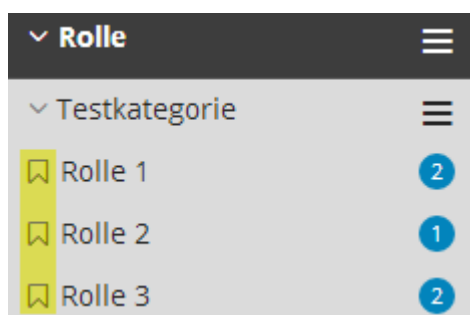 Rolle
Testkategorie
Rolle 1 2
Rolle 2 1
Rolle 3 2